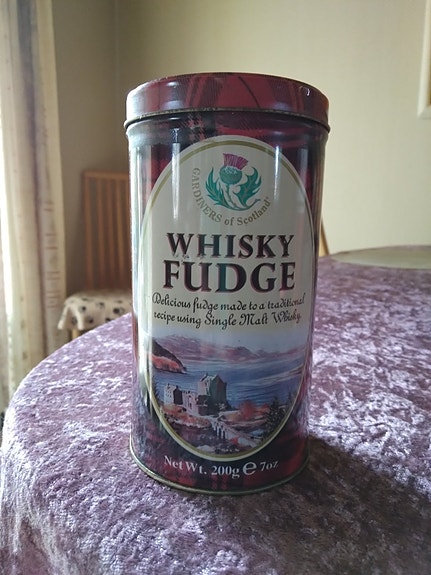 GARDINERS of Scotland
WHISKY
FUDGE
Delicious fudge made to a traditional
recipe using Single Malt Whisky.
Net Wt. 200g ℮ 7oz